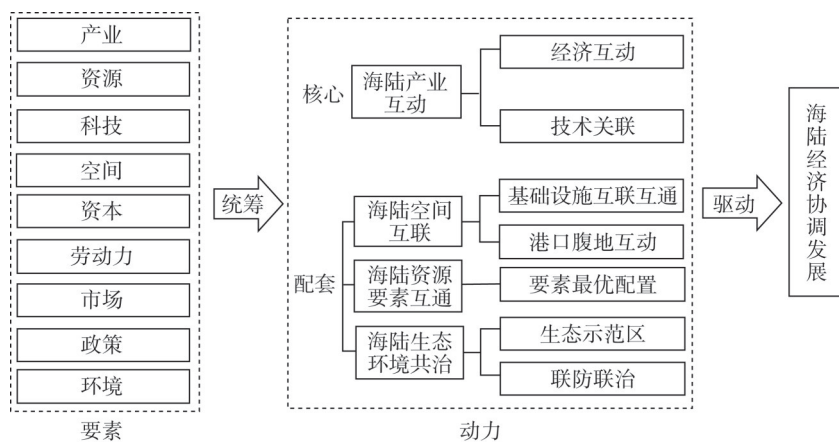 产业
资源
科技
空间
资本
劳动力
市场
政策
环境
要素
统筹
核心
海陆产业
互动
经济互动
技术关联
配套
海陆空间
互联
基础设施互联互通
港口腹地互动
海陆资源
要素互通
要素最优配置
海陆生态
环境共治
生态示范区
联防联治
动力
驱动
海陆经济协调发展